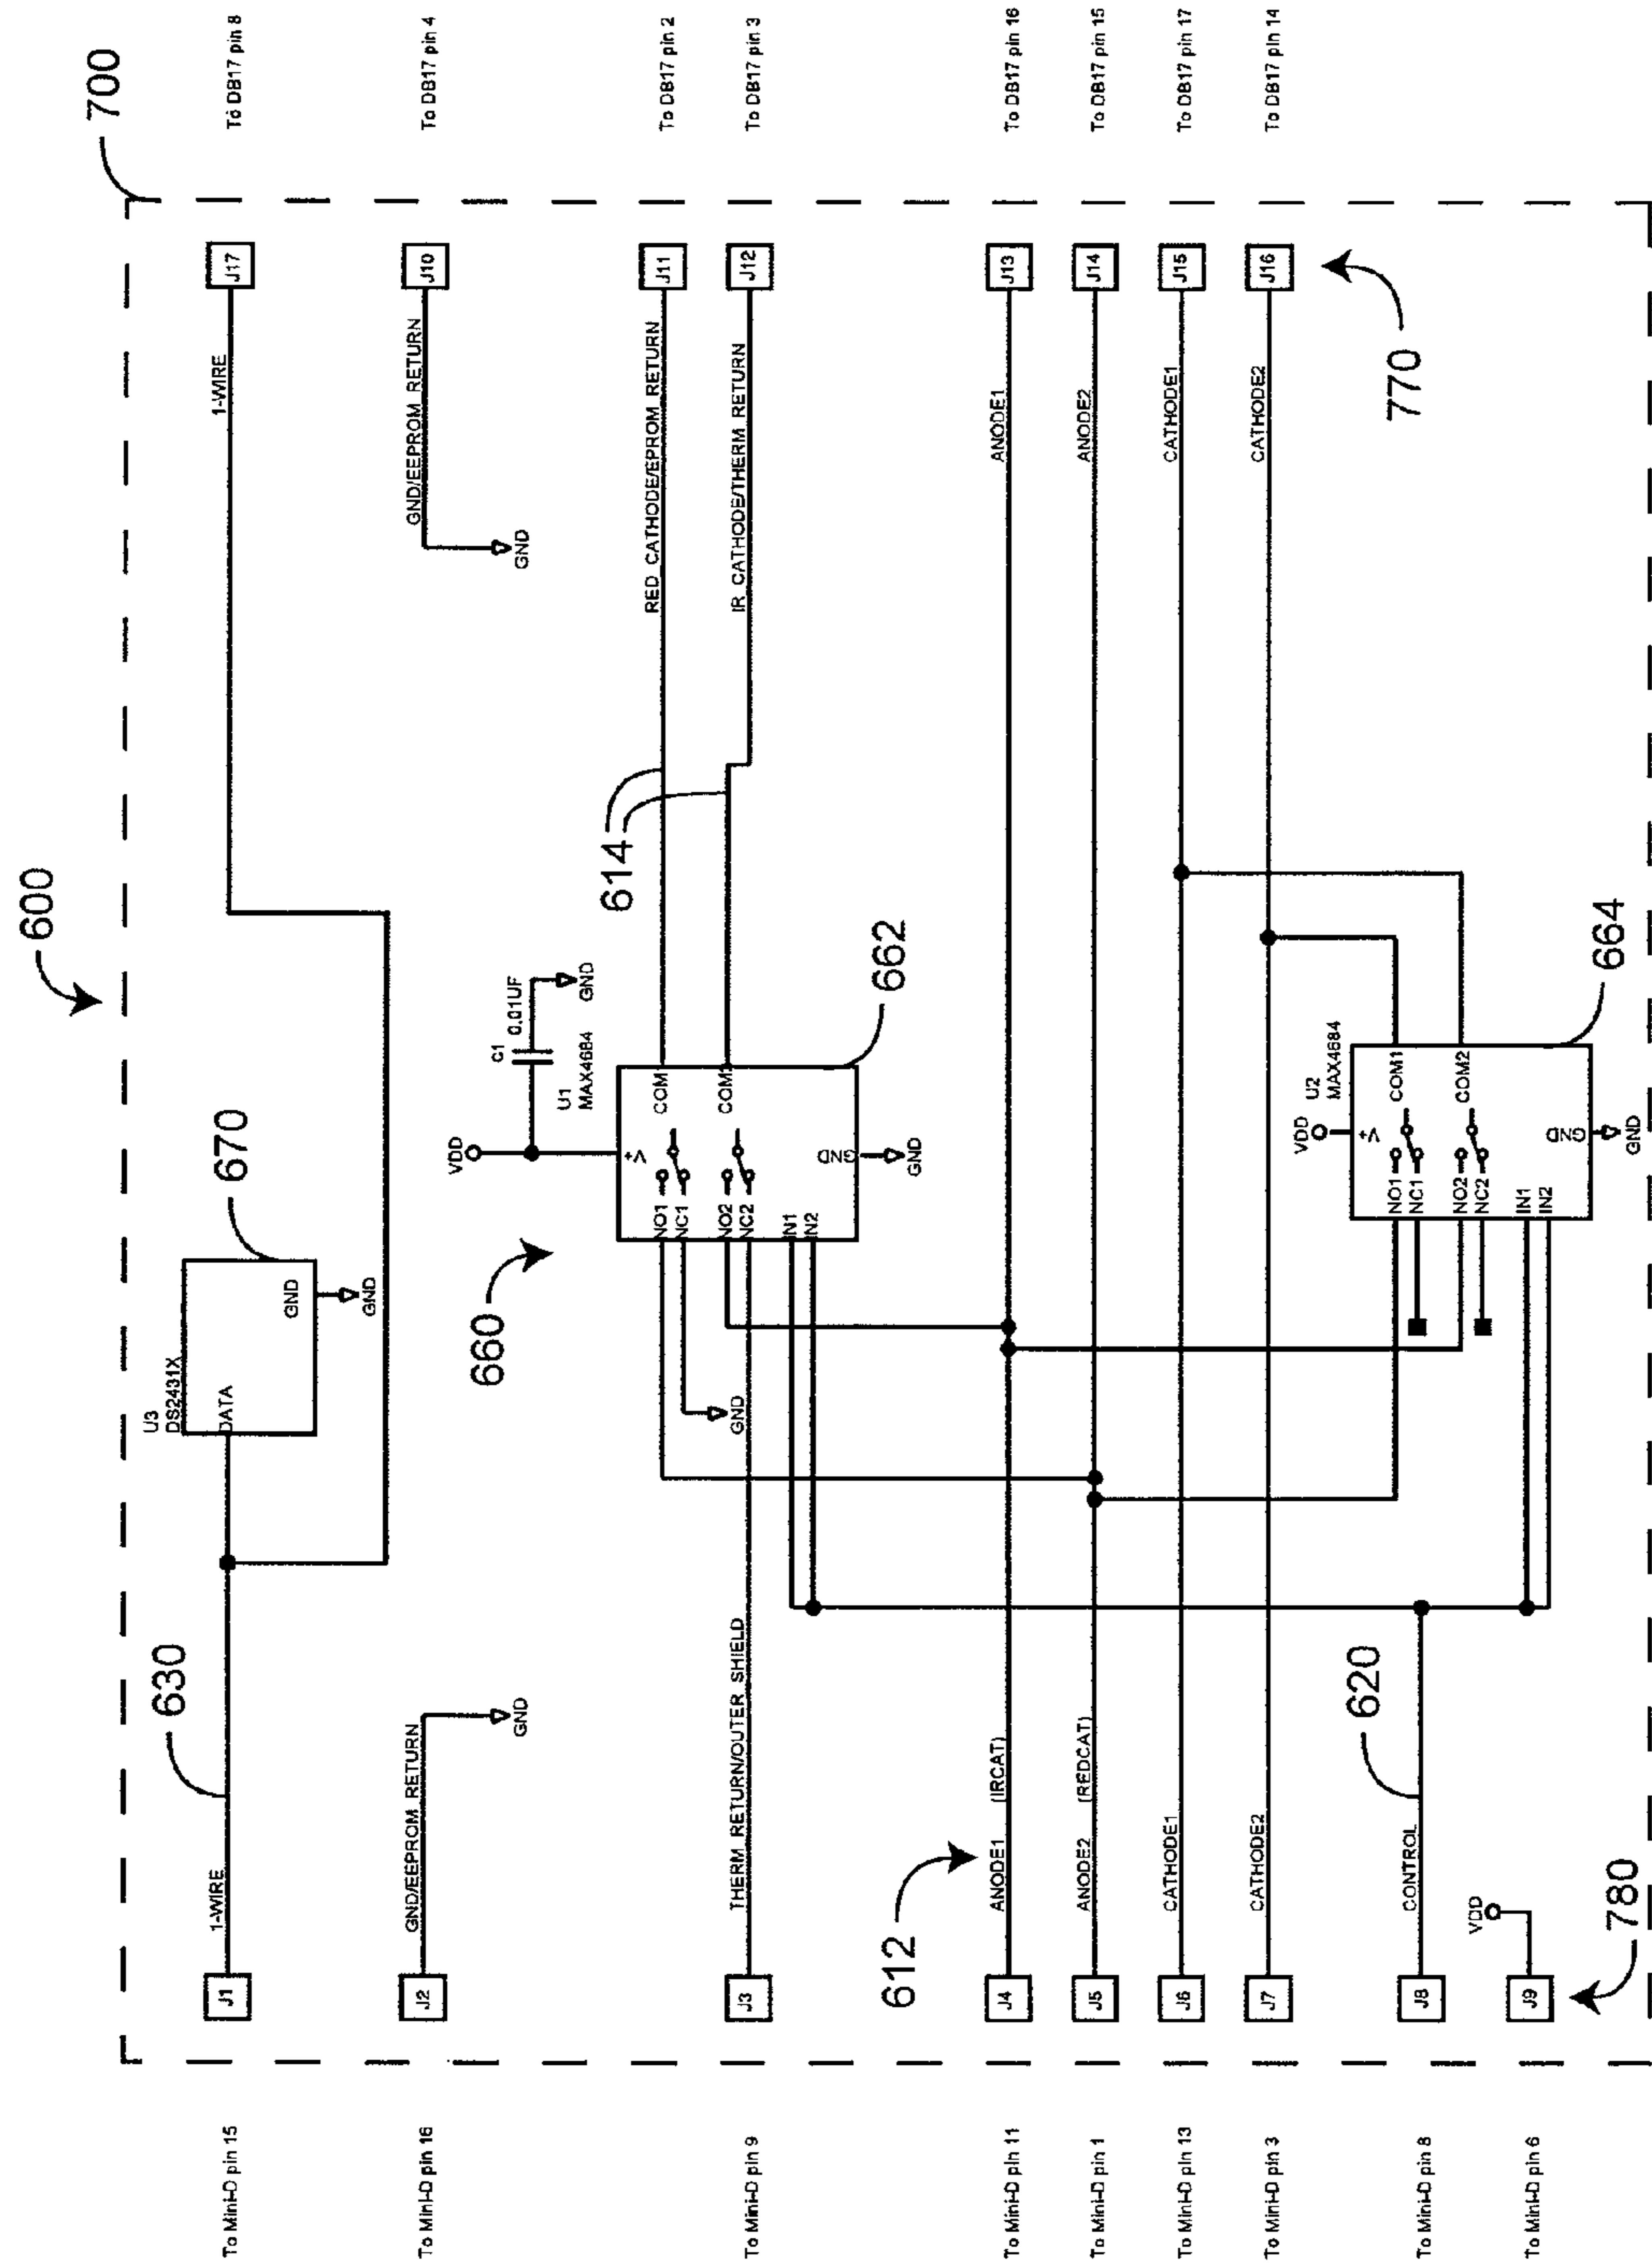 600
700
To Mini-D pin 15
J1
1-WIRE
630
U3
DS2431X
DATA
GND
GND
670
1-WIRE
J17
To DB17 pin 8
To Mini-D pin 16
J2
GND/EEPROM RETURN
GND
GND/EEPROM RETURN
GND
J10
To DB17 pin 4
660
VDD
C1
0.01UF
GND
U1
MAX4684
V+
NO1
NC1
NO2
NC2
IN1
IN2
GND
GND
GND
662
614
RED CATHODE/EPROM RETURN
J11
To DB17 pin 2
IR CATHODE/THERM RETURN
J12
To DB17 pin 3
To Mini-D pin 9
J3
THERM RETURN/OUTER SHIELD
612
To Mini-D pin 11
J4
ANODE1 (IRCAT)
ANODE1
J13
To DB17 pin 16
To Mini-D pin 1
J5
ANODE2 (REDCAT)
ANODE2
J14
To DB17 pin 15
To Mini-D pin 13
J6
CATHODE1
CATHODE1
J15
To DB17 pin 17
To Mini-D pin 3
J7
CATHODE2
CATHODE2
J16
To DB17 pin 14
770
620
To Mini-D pin 8
J8
CONTROL
VDD
U2
MAX4684
V+
NO1
NC1
NO2
NC2
IN1
IN2
COM1
COM2
GND
GND
664
To Mini-D pin 6
J9
VDD
780